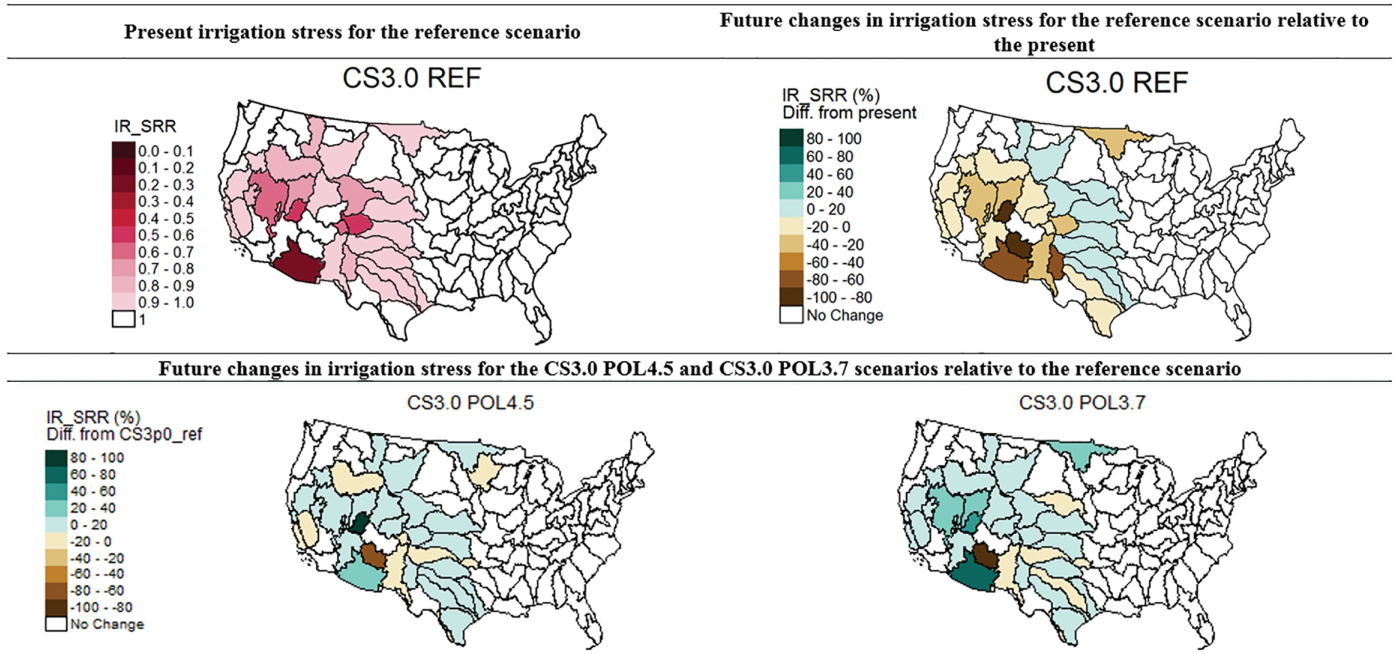 Present irrigation stress for the reference scenario
Future changes in irrigation stress for the reference scenario relative to
the present
CS3.0 REF
IR_SRR
0.0 - 0.1
0.1 - 0.2
0.2 - 0.3
0.3 - 0.4
0.4 - 0.5
0.5 - 0.6
0.6 - 0.7
0.7 - 0.8
0.8 - 0.9
0.9 - 1.0
1
CS3.0 REF
IR_SRR (%)
Diff. from present
80 - 100
60 - 80
40 - 60
20 - 40
0 - 20
-20 - 0
-40 - -20
-60 - -40
-80 - -60
-100 - -80
No Change
Future changes in irrigation stress for the CS3.0 POL4.5 and CS3.0 POL3.7 scenarios relative to the reference scenario
CS3.0 POL4.5
IR_SRR (%)
Diff. from CS3p0_ref
80 - 100
60 - 80
40 - 60
20 - 40
0 - 20
-20 - 0
-40 - -20
-60 - -40
-80 - -60
-100 - -80
No Change
CS3.0 POL3.7